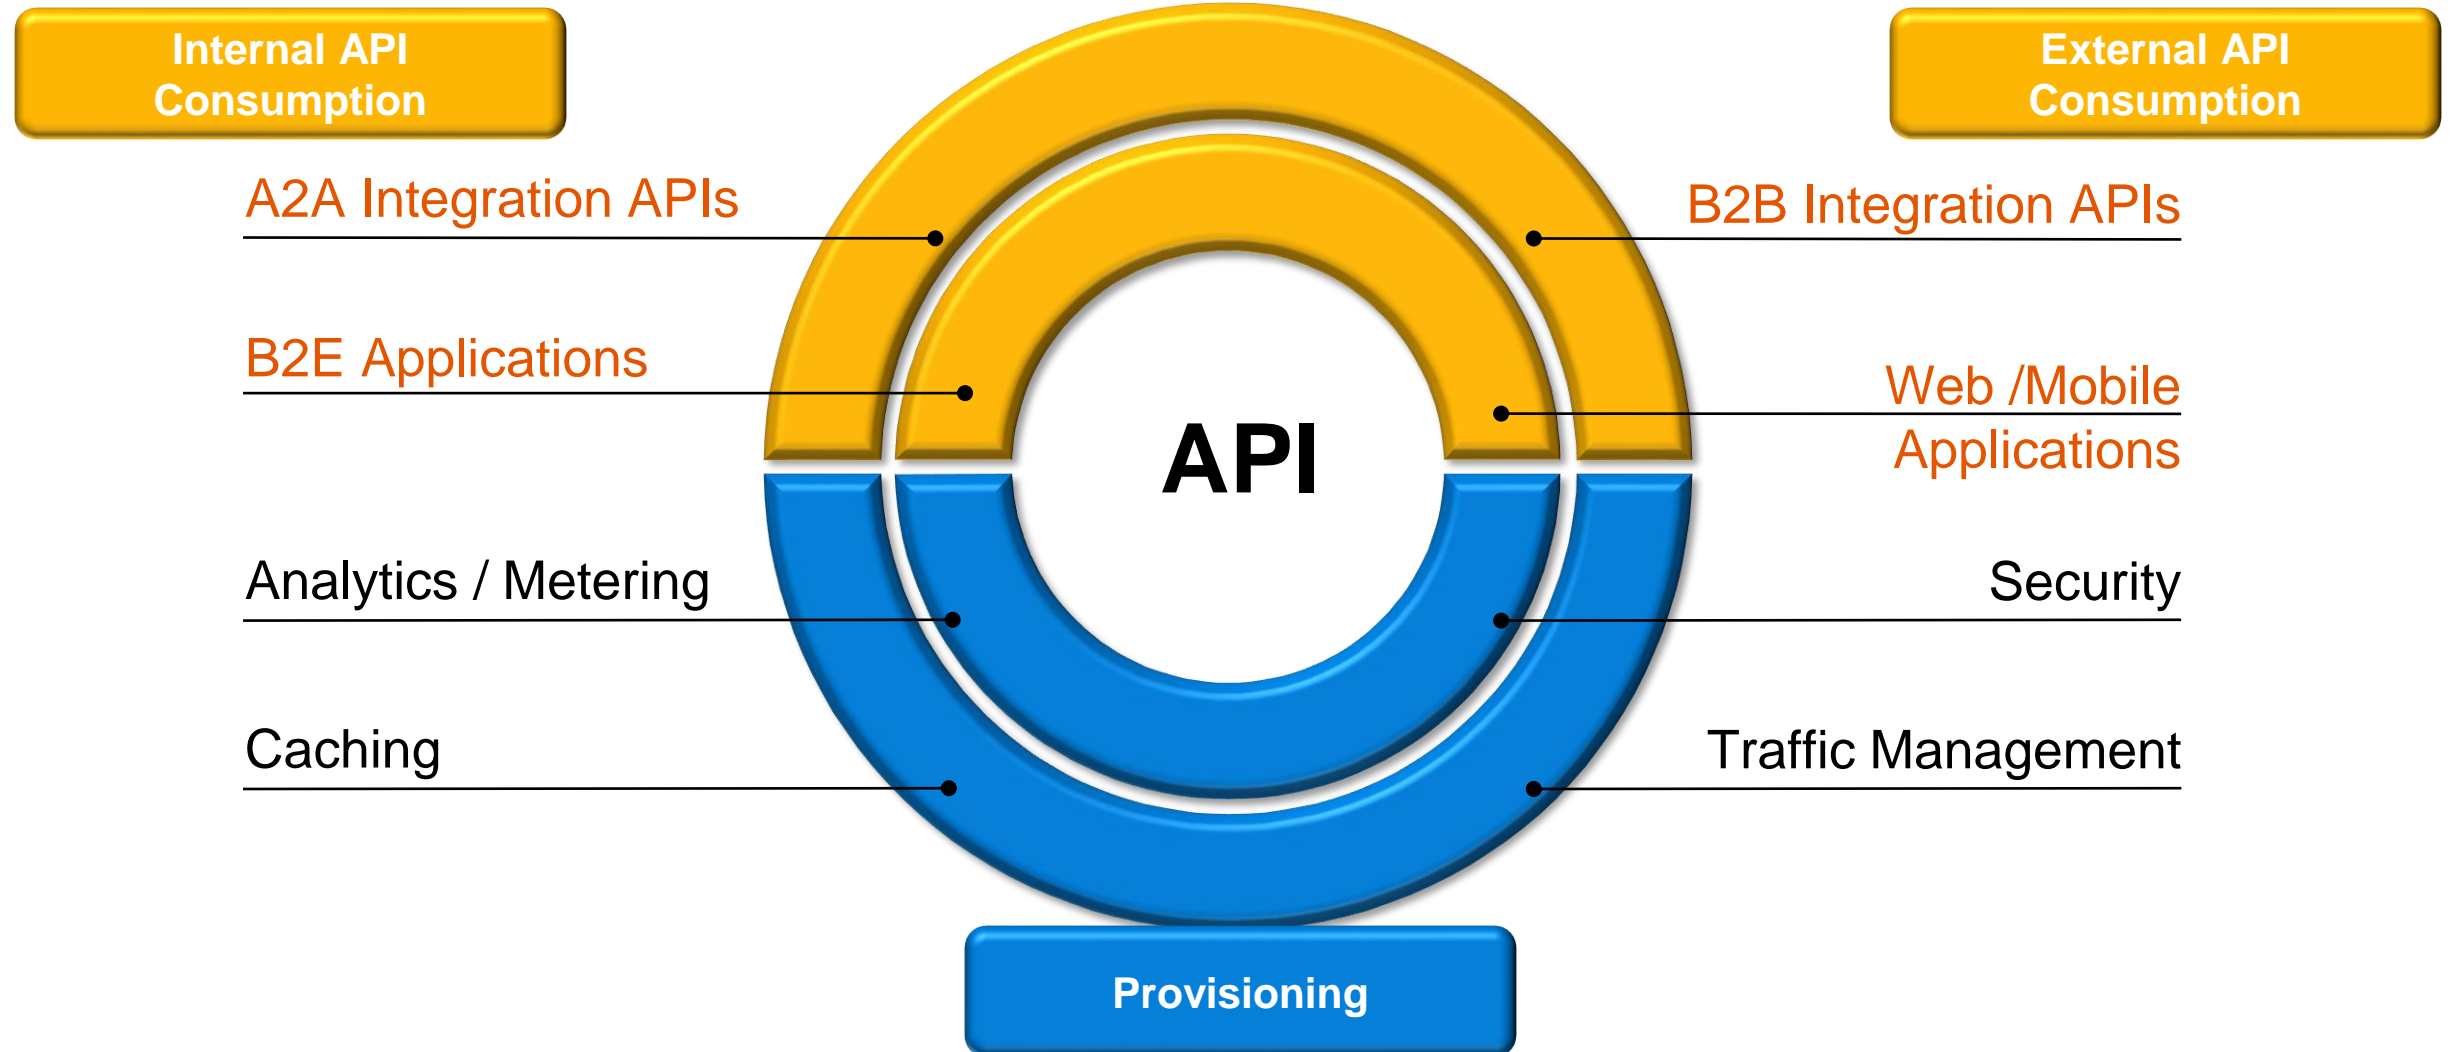 Internal API
Consumption
External API
Consumption
A2A Integration APIs
B2B Integration APIs
B2E Applications
Web /Mobile
Applications
API
Analytics / Metering
Security
Caching
Traffic Management
Provisioning